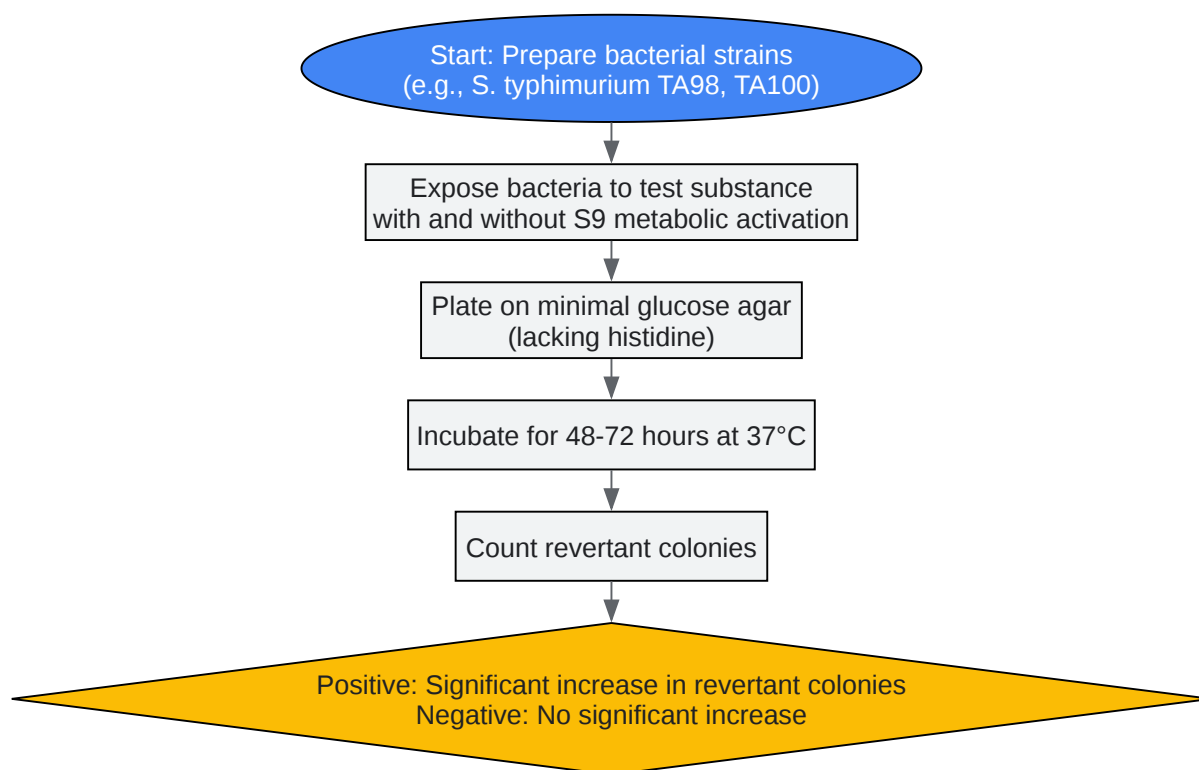 Start: Prepare bacterial strains
(e.g., S. typhimurium TA98, TA100)
Expose bacteria to test substance
with and without S9 metabolic activation
Plate on minimal glucose agar
(lacking histidine)
Incubate for 48-72 hours at 37°C
Count revertant colonies
Positive: Significant increase in revertant colonies
Negative: No significant increase